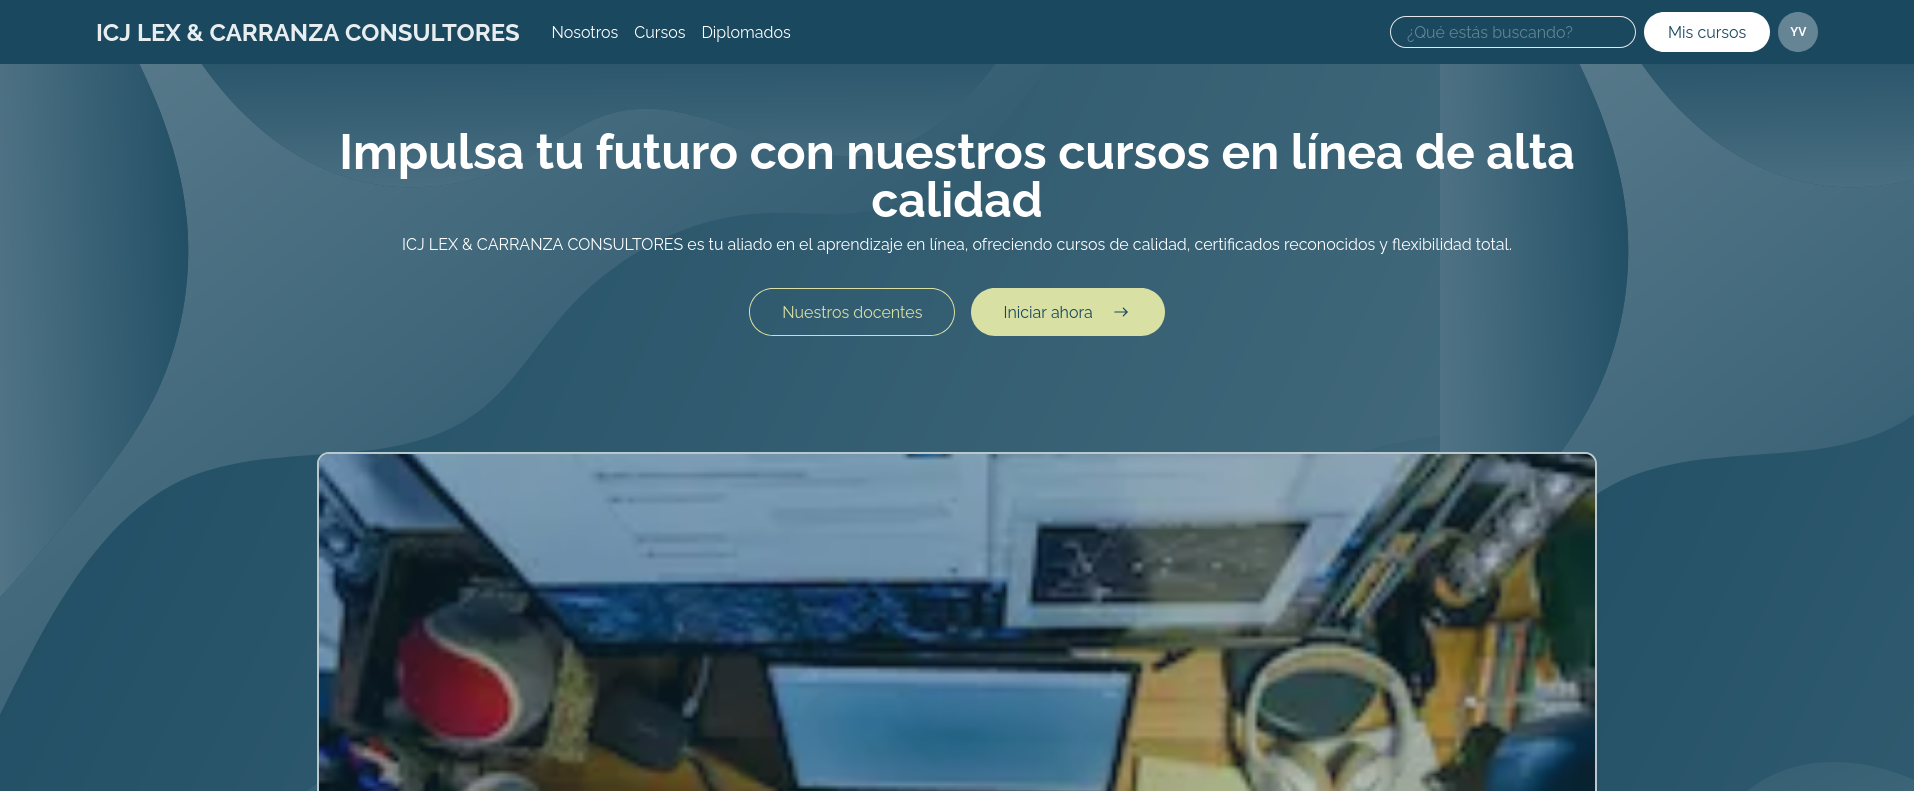 ICJ LEX & CARRANZA CONSULTORES
Nosotros
Cursos
Diplomados
¿Qué estás buscando?
Mis cursos
YV
Impulsa tu futuro con nuestros cursos en línea de alta
calidad
ICJ LEX & CARRANZA CONSULTORES es tu aliado en el aprendizaje en línea, ofreciendo cursos de calidad, certificados reconocidos y flexibilidad total.
Nuestros docentes
Iniciar ahora →